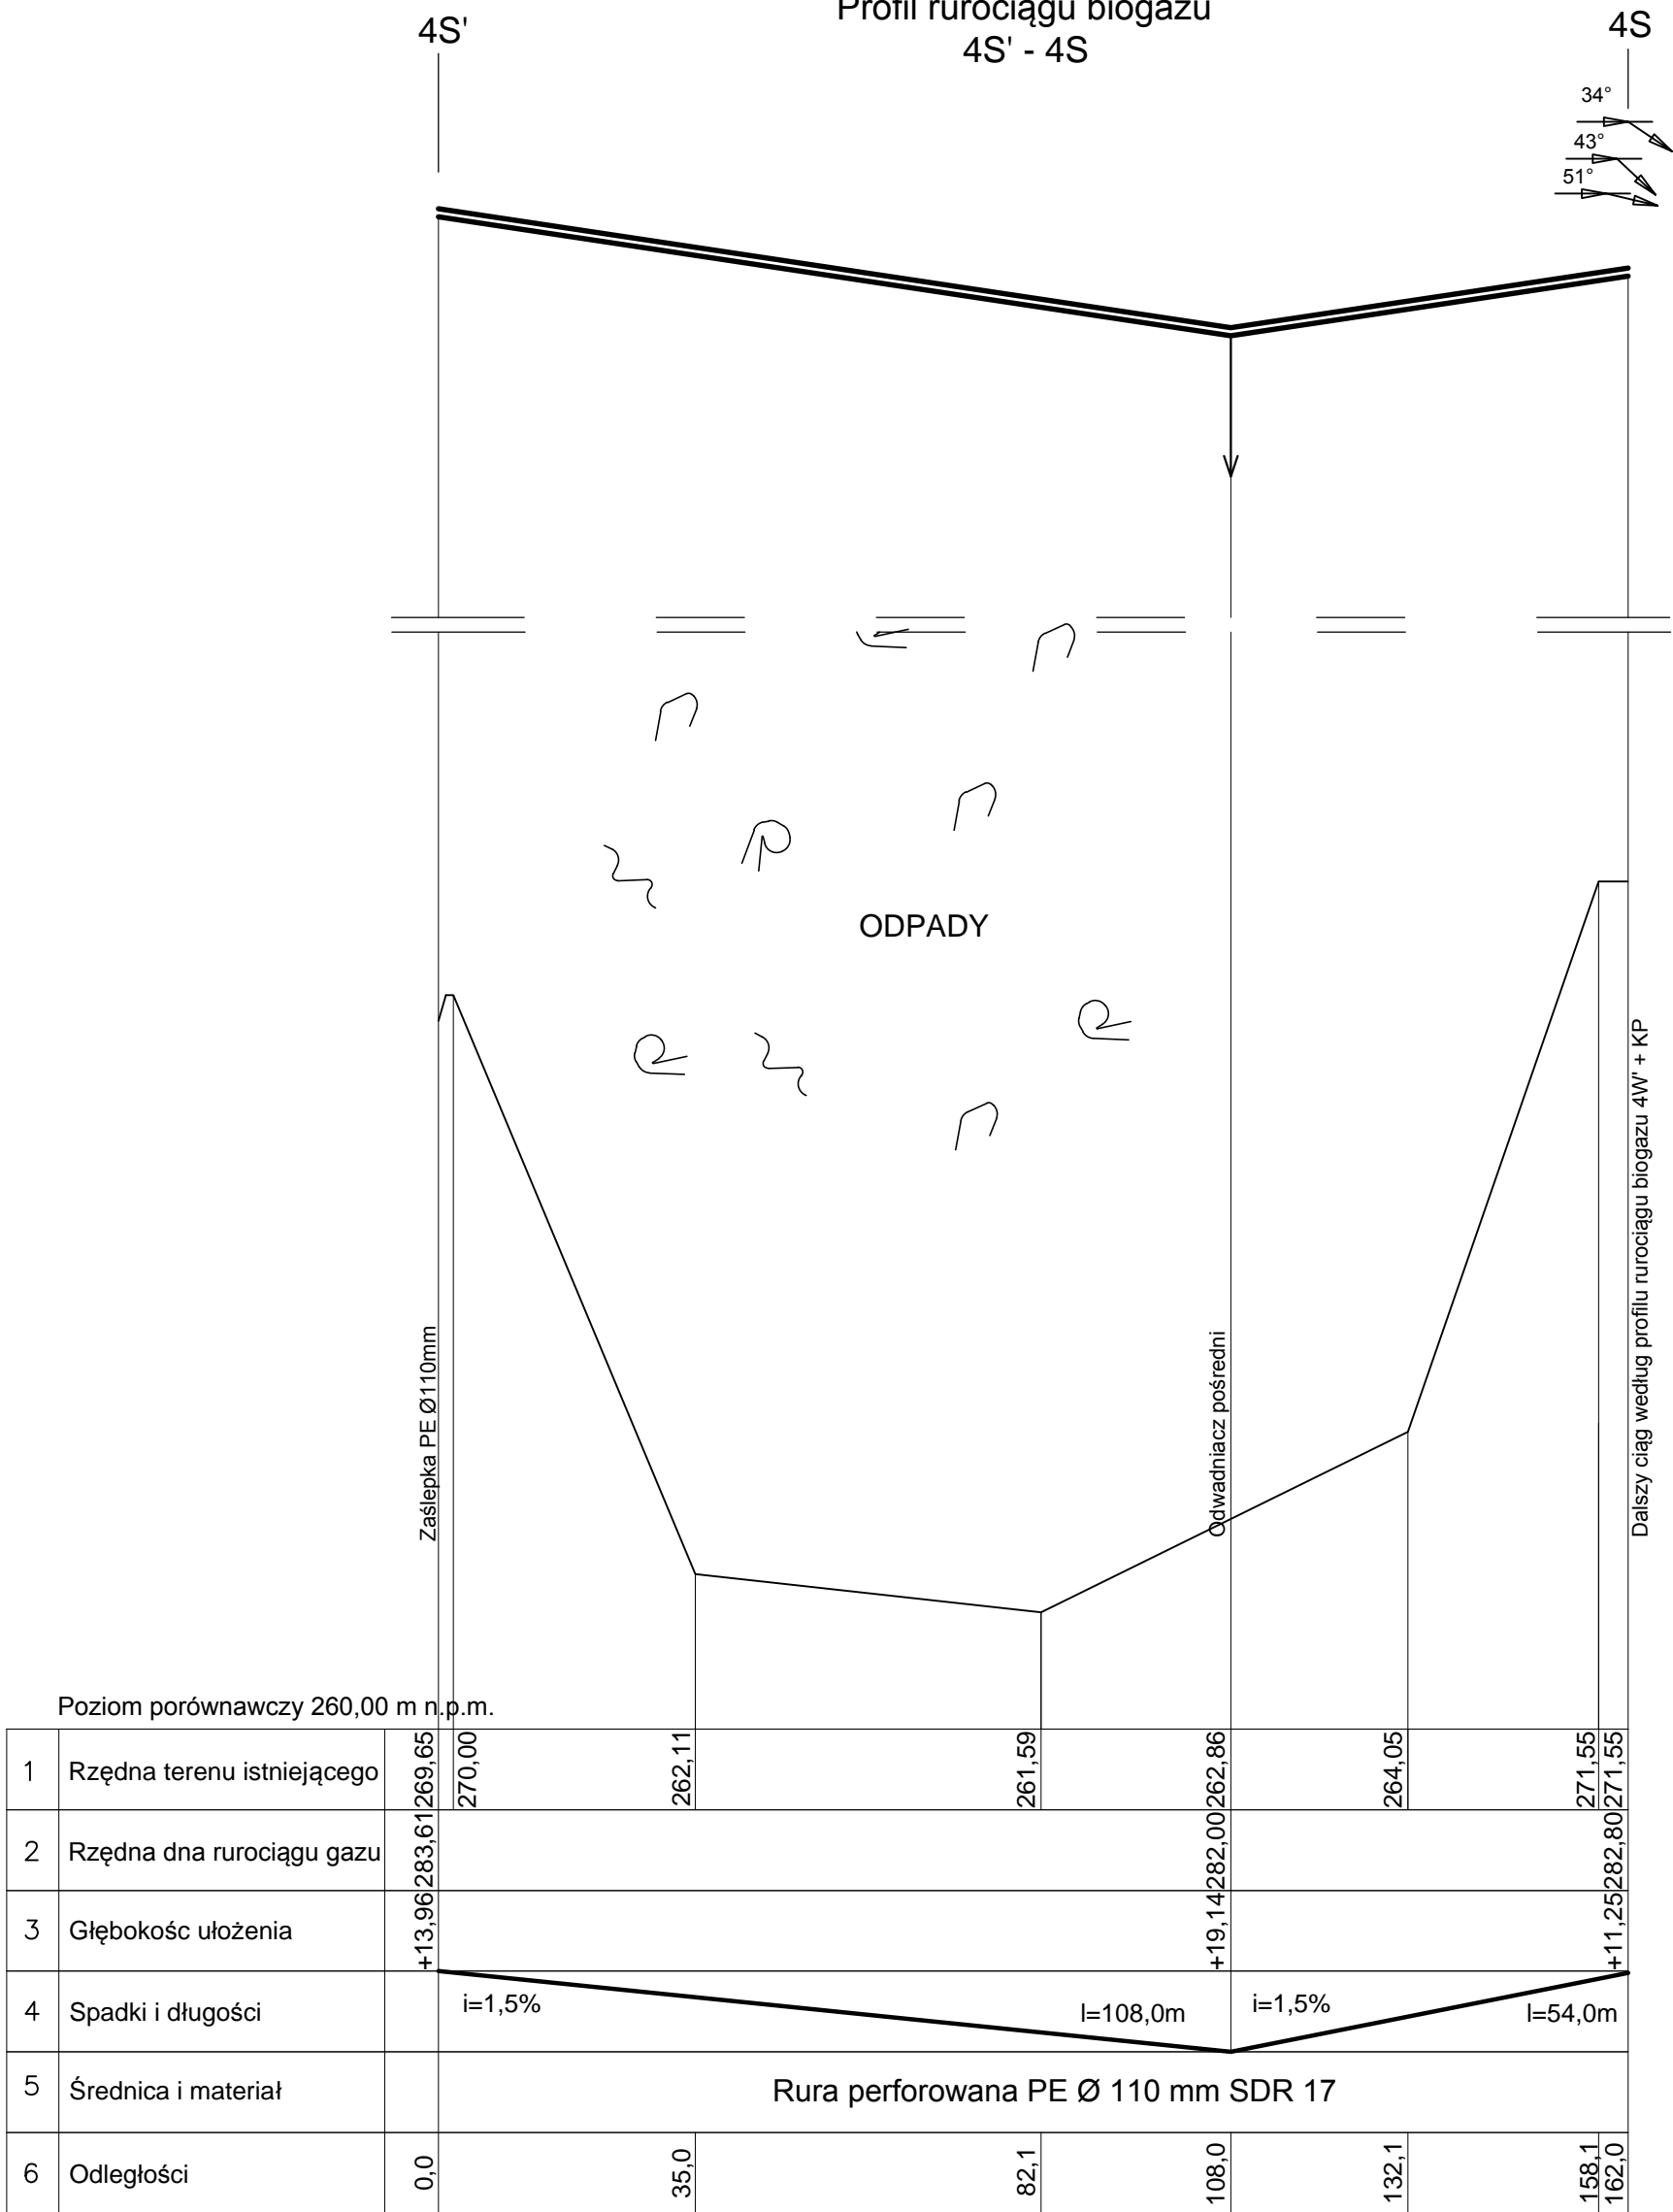 Profil rurociągu biogazu
4S' - 4S
4S'
4S
34°
43°
51°
ODPADY
Zaślepka PE Ø110mm
Odwadniacz pośredni
Dalszy ciąg według profilu rurociągu biogazu 4W' + KP
Poziom porównawczy 260,00 m n.p.m.
1 Rzędna terenu istniejącego 269,65 270,00 262,11 261,59 262,86 264,05 271,55 271,55
2 Rzędna dna rurociągu gazu 283,61 282,00 282,80
3 Głębokośc ułożenia +13,96 +19,14 +11,25
4 Spadki i długości i=1,5% l=108,0m i=1,5% l=54,0m
5 Średnica i materiał Rura perforowana PE Ø 110 mm SDR 17
6 Odległości 0,0 35,0 82,1 108,0 132,1 158,1 162,0